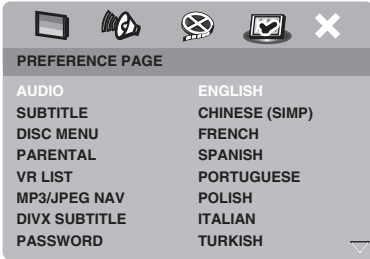 PREFERENCE PAGE
AUDIO ENGLISH
SUBTITLE CHINESE (SIMP)
DISC MENU FRENCH
PARENTAL SPANISH
VR LIST PORTUGUESE
MP3/JPEG NAV POLISH
DIVX SUBTITLE ITALIAN
PASSWORD TURKISH